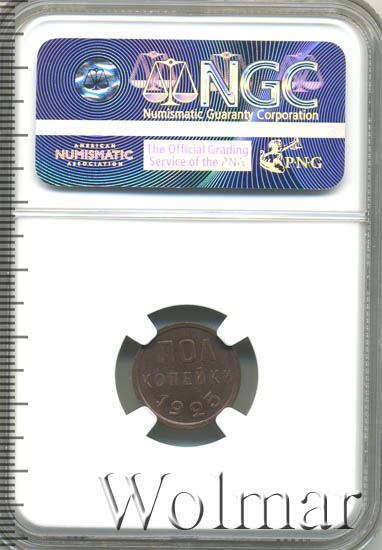 NGC
Numismatic Guaranty Corporation
AMERICAN
NUMISMATIC
ASSOCIATION
The Official Grading
Service of the PNG
PNG
ПОЛ
КОПЕЙКИ
1925
Wolmar